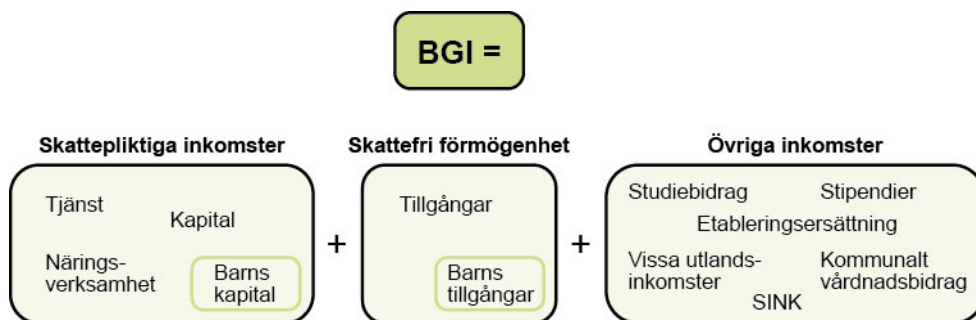 BGI =
Skattepliktiga inkomster
Tjänst
Kapital
Närings-
verksamhet
Barns
kapital
+
Skattefri förmögenhet
Tillgångar
Barns
tillgångar
+
Övriga inkomster
Studiebidrag
Stipendier
Etableringsersättning
Vissa utlands-
inkomster
Kommunalt
vårdnadsbidrag
SINK